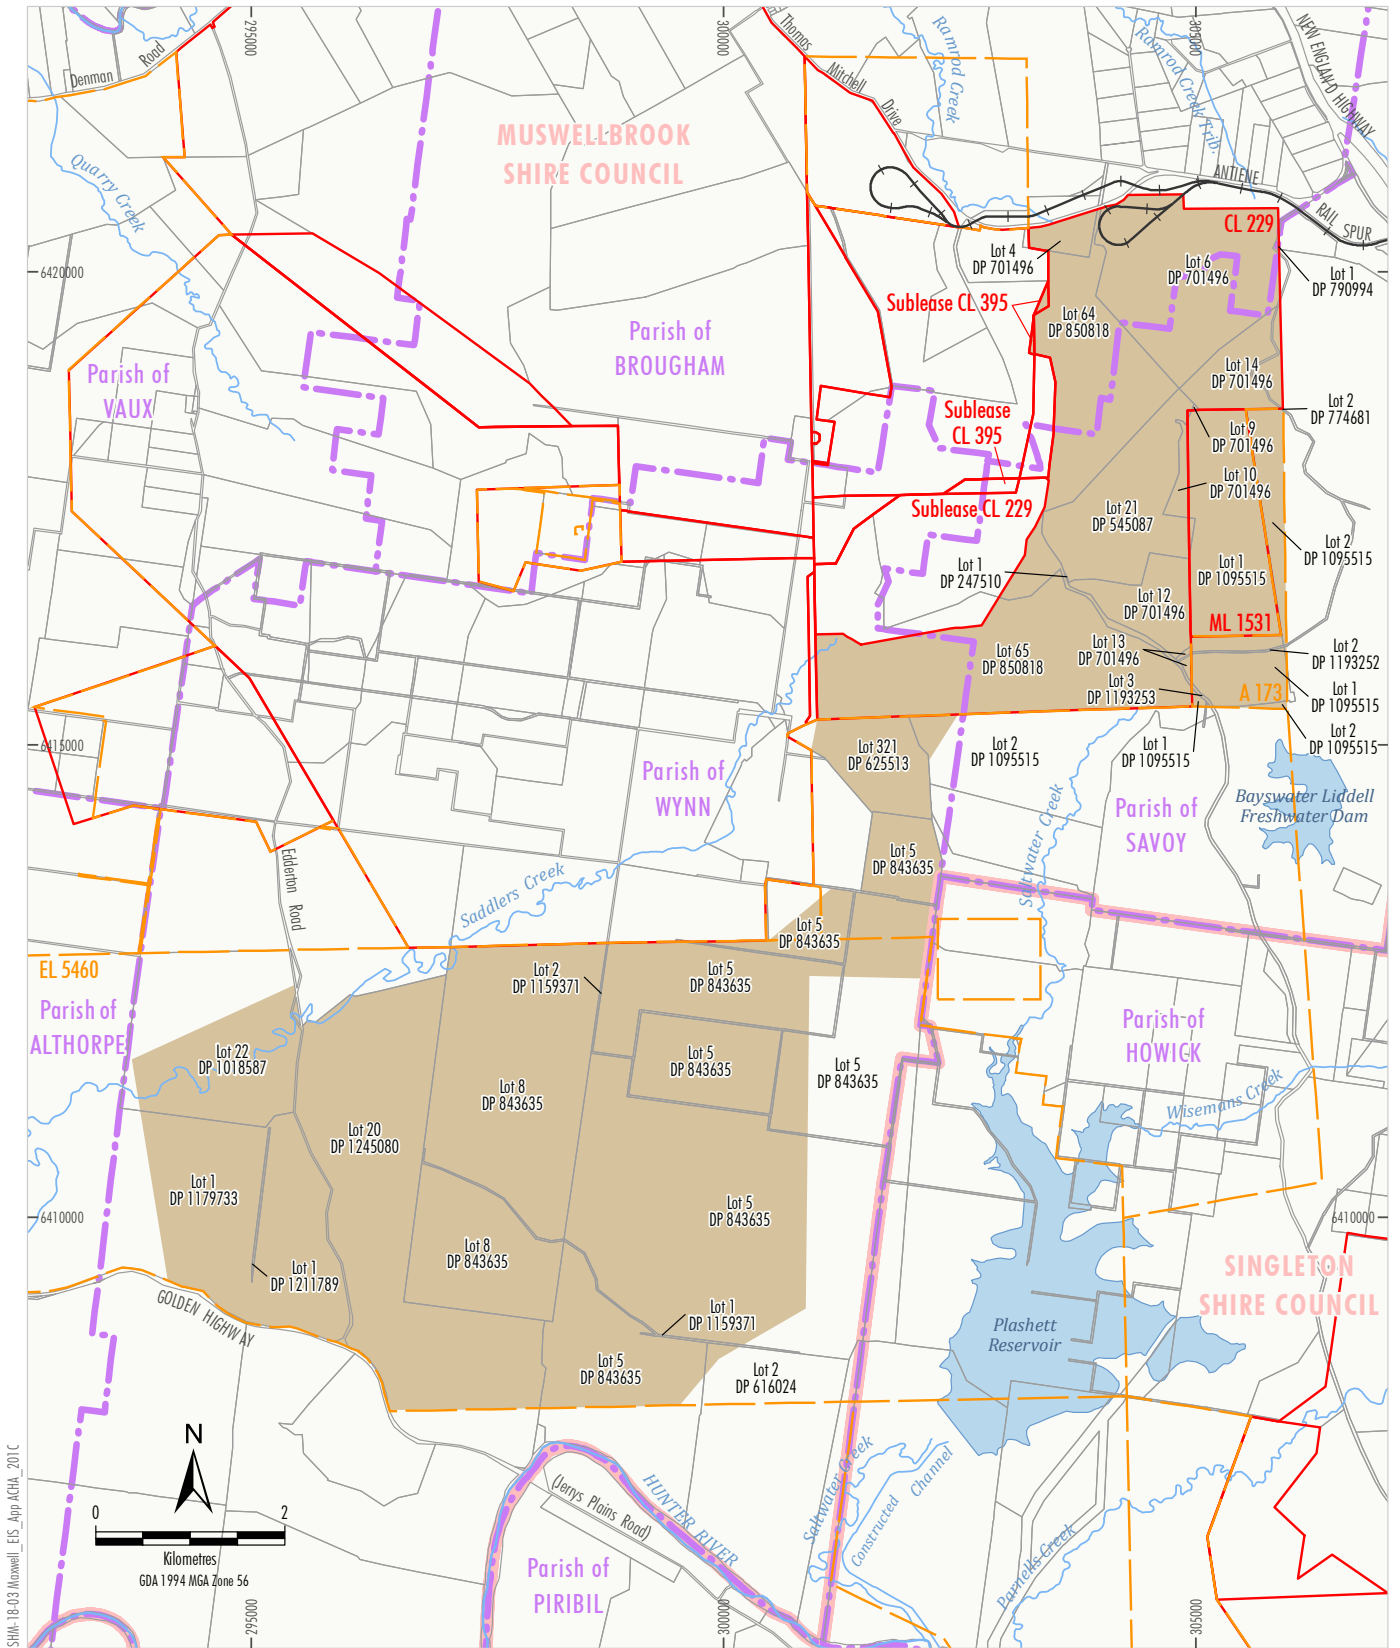 295000
300000
305000
Denman
Road
Thomas
Mitchell
Drive
Ramrod Creek
Ramrod Creek Trib.
NEW ENGLAND HIGHWAY
MUSWELLBROOK
SHIRE COUNCIL
Quarry Creek
ANTIENE
RAIL SPUR
CL 229
Lot 4
DP 701496
Lot 6
DP 701496
Lot 1
DP 790994
6420000
Sublease CL 395
Lot 64
DP 850818
Parish of
BROUGHAM
Parish of
VAUX
Lot 14
DP 701496
Lot 2
DP 774681
Sublease
CL 395
Lot 9
DP 701496
Lot 10
DP 701496
Sublease CL 229
Lot 21
DP 545087
Lot 2
DP 1095515
Lot 1
DP 247510
Lot 1
DP 1095515
Lot 12
DP 701496
ML 1531
Lot 65
DP 850818
Lot 13
DP 701496
Lot 2
DP 1193252
Lot 3
DP 1193253
A 173
Lot 1
DP 1095515
6415000
Lot 321
DP 625513
Lot 2
DP 1095515
Lot 1
DP 1095515
Lot 2
DP 1095515
Parish of
WYNN
Parish of
SAVOY
Bayswater Liddell
Freshwater Dam
Saltwater Creek
Edderton Road
Saddlers Creek
Lot 5
DP 843635
Lot 5
DP 843635
EL 5460
Lot 2
DP 1159371
Lot 5
DP 843635
Parish of
ALTHORPE
Parish of
HOWICK
Lot 22
DP 1018587
Lot 5
DP 843635
Lot 5
DP 843635
Lot 8
DP 843635
Wisemans Creek
Lot 20
DP 1245080
Lot 1
DP 1179733
Lot 5
DP 843635
6410000
Lot 8
DP 843635
Lot 1
DP 1211789
SINGLETON
SHIRE COUNCIL
GOLDEN HIGHWAY
Lot 1
DP 1159371
Plashett
Reservoir
Lot 5
DP 843635
Lot 2
DP 616024
N
0
2
Kilometres
GDA 1994 MGA Zone 56
(Jerrys Plains Road)
HUNTER RIVER
Saltwater Creek
Constructed Channel
Parnells Creek
Parish of
PIRIBIL
295000
300000
305000
6410000
SHM-18-03 Maxwell_EIS_App ACHA_201C